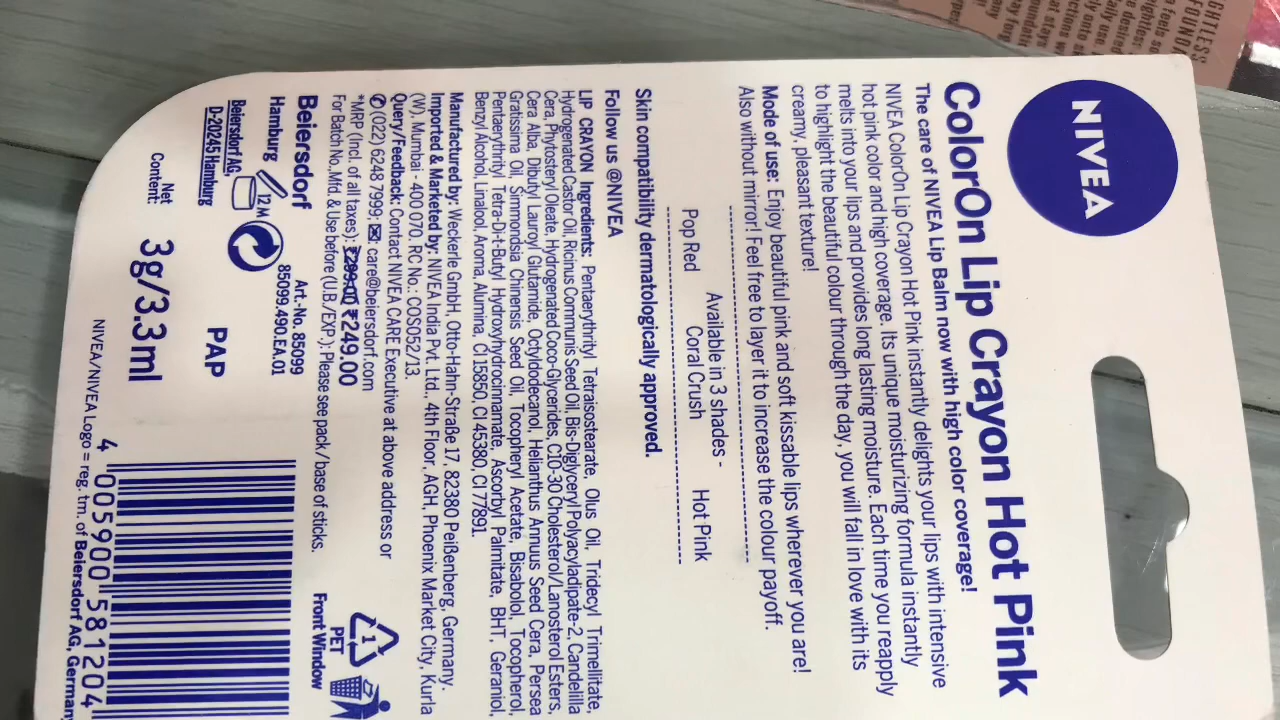 NIVEA
ColorOn Lip Crayon Hot Pink
The care of NIVEA Lip Balm now with high color coverage!
NIVEA ColorOn Lip Crayon Hot Pink instantly delights your lips with intensive
hot pink color and high coverage. Its unique moisturizing formula instantly
melts into your lips and provides long lasting moisture. Each time you reapply
to highlight the beautiful colour through the day, you will fall in love with its
creamy, pleasant texture!
Mode of use: Enjoy beautiful pink and soft kissable lips wherever you are!
Also without mirror! Feel free to layer it to increase the colour payoff.
Available in 3 shades -
Pop Red Coral Crush Hot Pink
Skin compatibility dermatologically approved.
Follow us @NIVEA
LIP CRAYON Ingredients: Pentaerythrityl Tetraisostearate, Olus Oil, Tridecyl Trimellitate,
Hydrogenated Castor Oil, Ricinus Communis Seed Oil, Bis-Diglyceryl Polyacyladipate-2, Candelilla
Cera, Phytosteryl Oleate, Hydrogenated Coco-Glycerides, C10-30 Cholesterol/Lanosterol Esters,
Cera Alba, Dibutyl Lauroyl Glutamide, Octyldodecanol, Helianthus Annuus Seed Cera, Persea
Gratissima Oil, Simmondsia Chinensis Seed Oil, Tocopheryl Acetate, Bisabolol, Tocopherol,
Pentaerythrityl Tetra-Di-t-Butyl Hydroxyhydrocinnamate, Ascorbyl Palmitate, BHT, Geraniol,
Benzyl Alcohol, Linalool, Aroma, Alumina, CI 15850, CI 45380, CI 77891.
Manufactured by: Weckerle GmbH, Otto-Hahn-Straße 17, 82380 Peißenberg, Germany.
Imported & Marketed by: NIVEA India Pvt. Ltd., 4th Floor, AGH, Phoenix Market City, Kurla
(W), Mumbai - 400 070, RC No.: COS052/13.
Query/Feedback: Contact NIVEA CARE Executive at above address or
(022) 6248 7999; care@beiersdorf.com
*MRP (Incl. of all taxes): ₹299.00 ₹249.00
For Batch No., Mfd. & Use before (U.B./EXP.): Please see pack / base of sticks.
Beiersdorf
Hamburg
Beiersdorf AG,
D-20245 Hamburg
12M
Art.-No. 85099
85099.490.EA.01
PAP
Front Window
1
PET
Net
Content:
3g/3.3ml
4 005900 581204
NIVEA/NIVEA Logo = reg. trm. of Beiersdorf AG, Germany